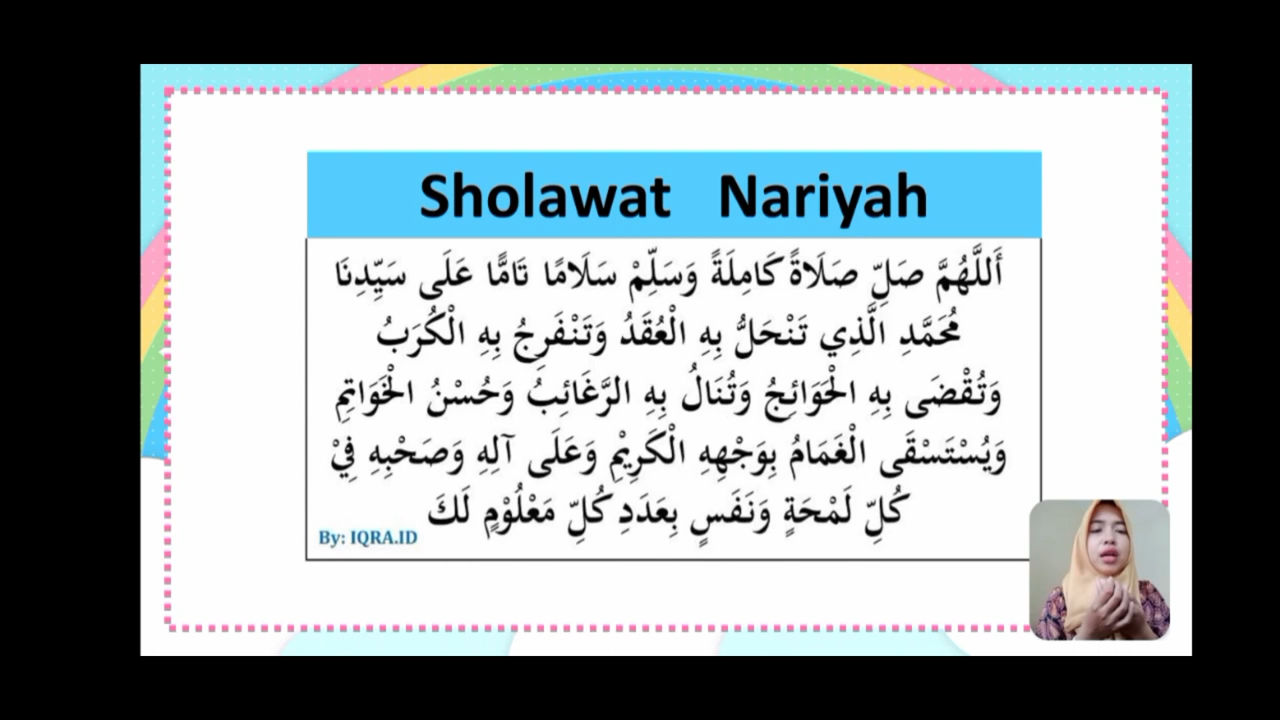 Sholawat Nariyah
أَللَّهُمَّ صَلِّ صَلَاةً كَامِلَةً وَسَلِّمْ سَلَامًا تَامًّا عَلَى سَيِّدِنَا
مُحَمَّدِ الَّذِي تَنْحَلُّ بِهِ الْعُقَدُ وَتَنْفَرِجُ بِهِ الْكُرَبُ
وَتُقْضَى بِهِ الْحَوَائِجُ وَتُنَالُ بِهِ الرَّغَائِبُ وَحُسْنُ الْخَوَاتِمِ
وَيُسْتَسْقَى الْغَمَامُ بِوَجْهِهِ الْكَرِيْمِ وَعَلَى آلِهِ وَصَحْبِهِ فِيْ
كُلِّ لَمْحَةٍ وَنَفَسٍ بِعَدَدِ كُلِّ مَعْلُوْمٍ لَكَ
By: IQRA.ID